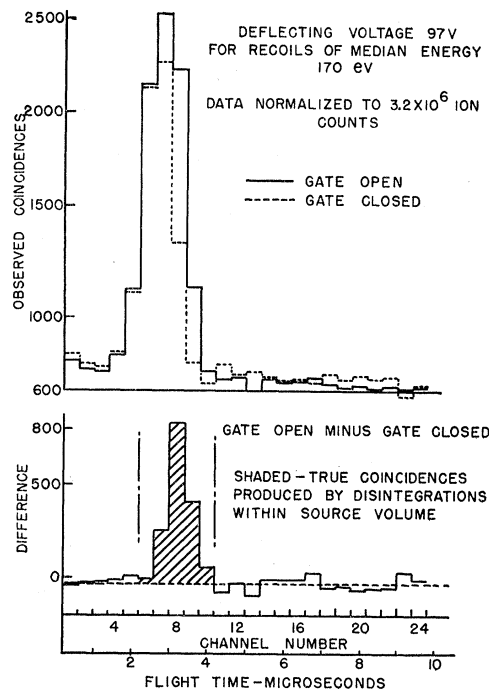 2500
2000
1500
1000
600
OBSERVED COINCIDENCES
DEFLECTING VOLTAGE 97V
FOR RECOILS OF MEDIAN ENERGY
170 eV
DATA NORMALIZED TO 3.2X10⁶ ION
COUNTS
GATE OPEN
GATE CLOSED
800
500
0
DIFFERENCE
GATE OPEN MINUS GATE CLOSED
SHADED-TRUE COINCIDENCES
PRODUCED BY DISINTEGRATIONS
WITHIN SOURCE VOLUME
4 8 12 16 20 24
CHANNEL NUMBER
2 4 6 8 10
FLIGHT TIME-MICROSECONDS